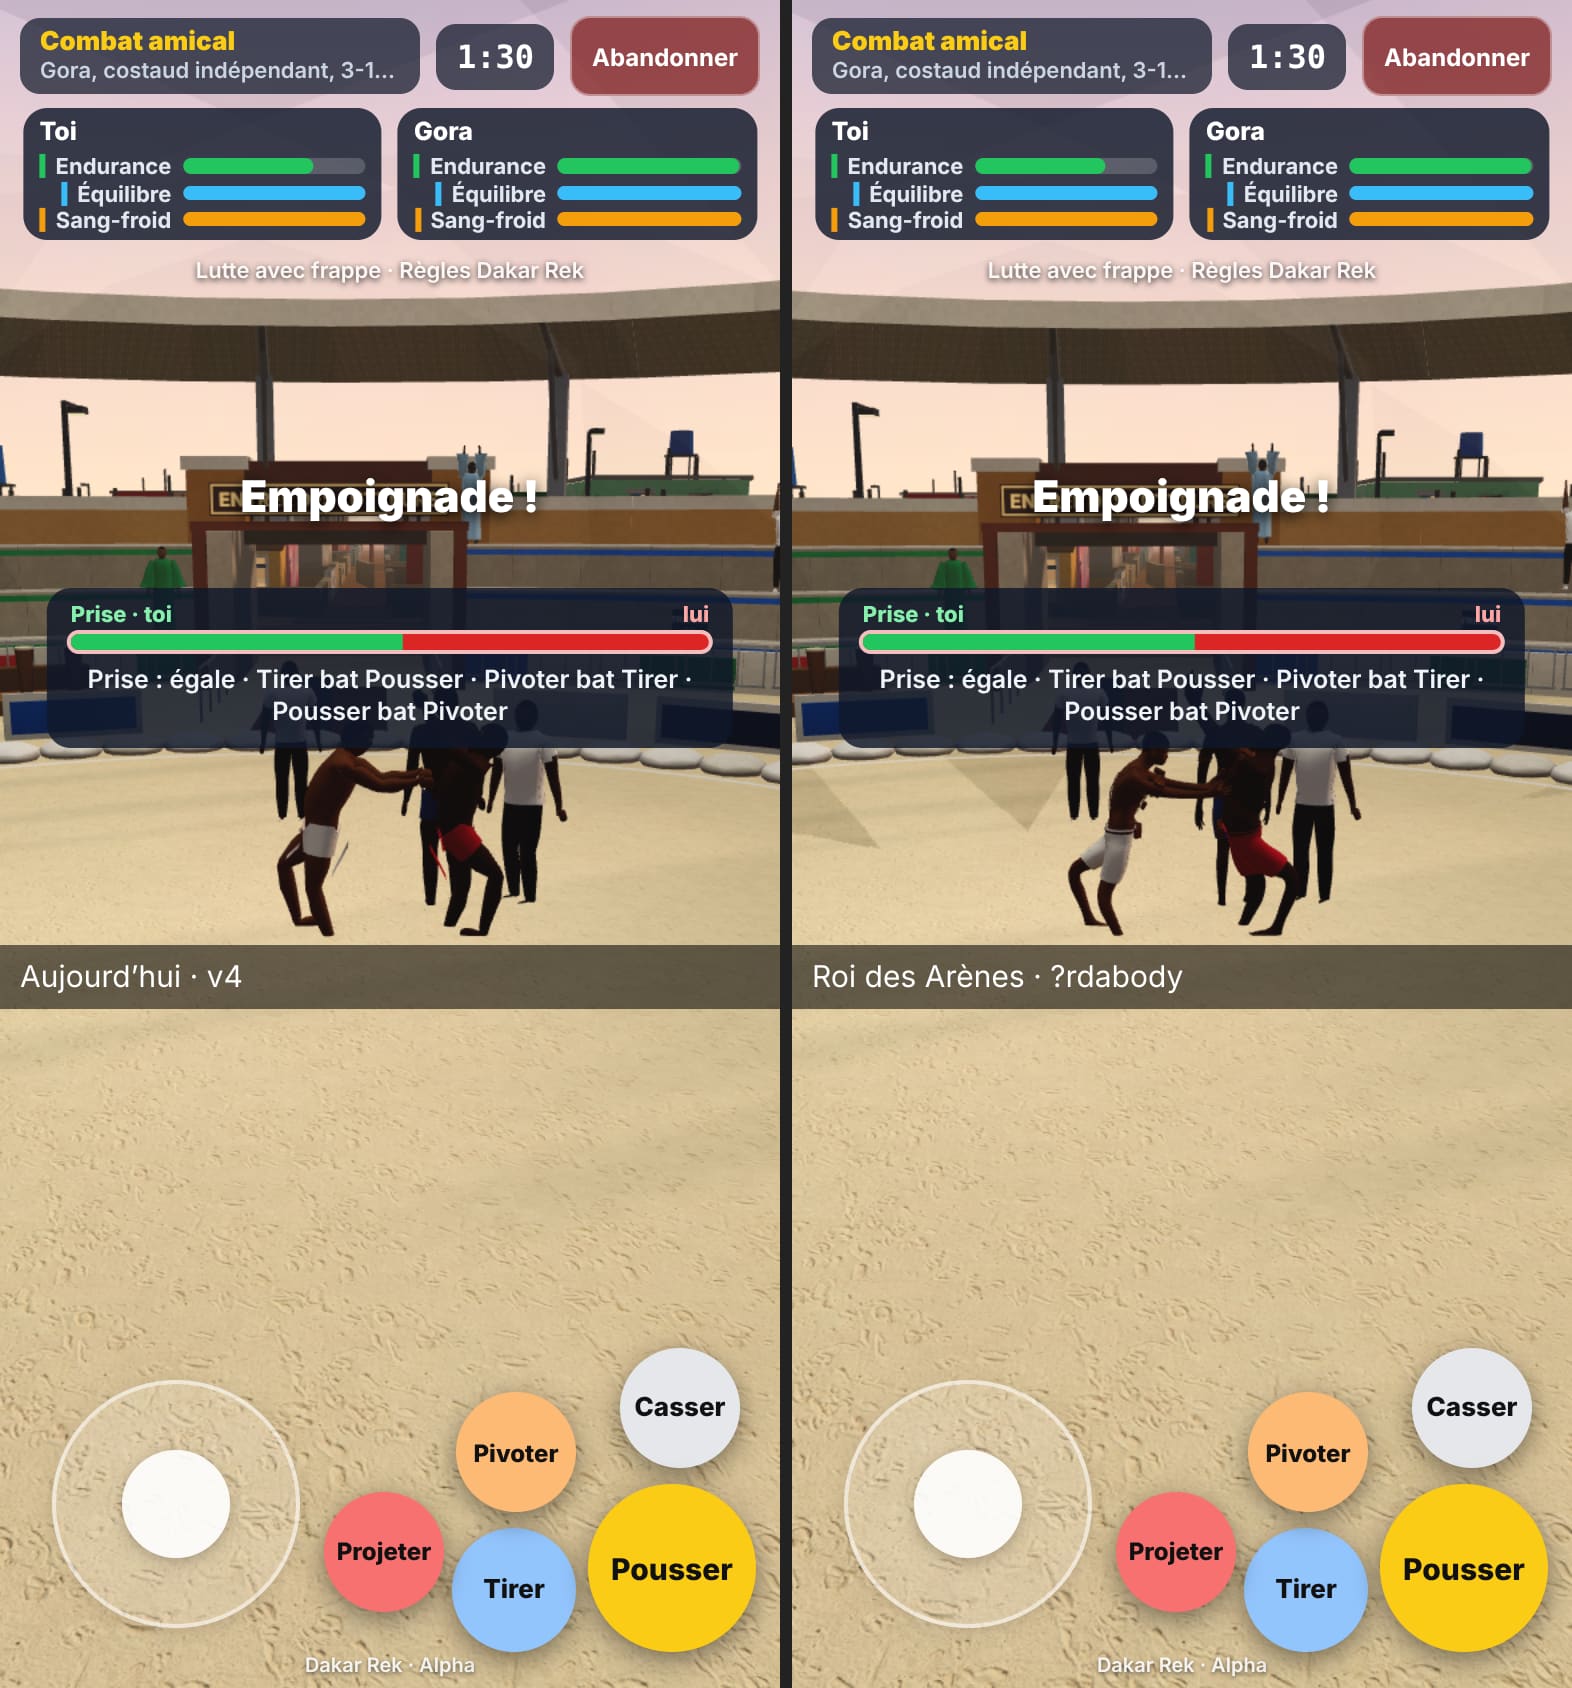 Combat amical
Gora, costaud indépendant, 3-1...
1:30
Abandonner
Toi
Endurance
Équilibre
Sang-froid
Gora
Endurance
Équilibre
Sang-froid
Lutte avec frappe · Règles Dakar Rek
EN
Empoignade !
Prise · toi
lui
Prise : égale · Tirer bat Pousser · Pivoter bat Tirer ·
Pousser bat Pivoter
Aujourd’hui · v4
Casser
Pivoter
Projeter
Tirer
Pousser
Dakar Rek · Alpha
Combat amical
Gora, costaud indépendant, 3-1...
1:30
Abandonner
Toi
Endurance
Équilibre
Sang-froid
Gora
Endurance
Équilibre
Sang-froid
Lutte avec frappe · Règles Dakar Rek
EN
Empoignade !
Prise · toi
lui
Prise : égale · Tirer bat Pousser · Pivoter bat Tirer ·
Pousser bat Pivoter
Roi des Arènes · ?rdabody
Casser
Pivoter
Projeter
Tirer
Pousser
Dakar Rek · Alpha